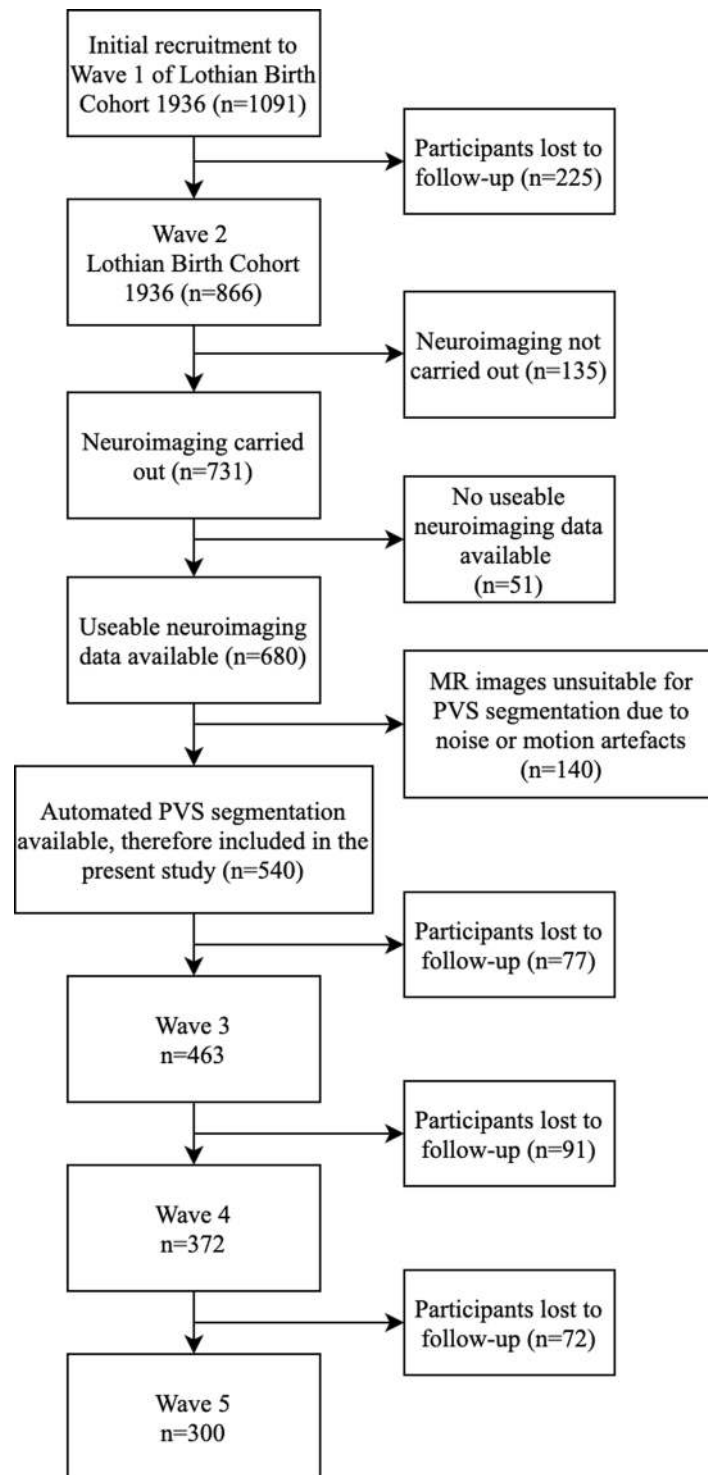 Initial recruitment to
Wave 1 of Lothian Birth
Cohort 1936 (n=1091)
Participants lost to
follow-up (n=225)
Wave 2
Lothian Birth Cohort
1936 (n=866)
Neuroimaging not
carried out (n=135)
Neuroimaging carried
out (n=731)
No useable
neuroimaging data
available
(n=51)
Useable neuroimaging
data available (n=680)
MR images unsuitable for
PVS segmentation due to
noise or motion artefacts
(n=140)
Automated PVS segmentation
available, therefore included in the
present study (n=540)
Participants lost to
follow-up (n=77)
Wave 3
n=463
Participants lost to
follow-up (n=91)
Wave 4
n=372
Participants lost to
follow-up (n=72)
Wave 5
n=300